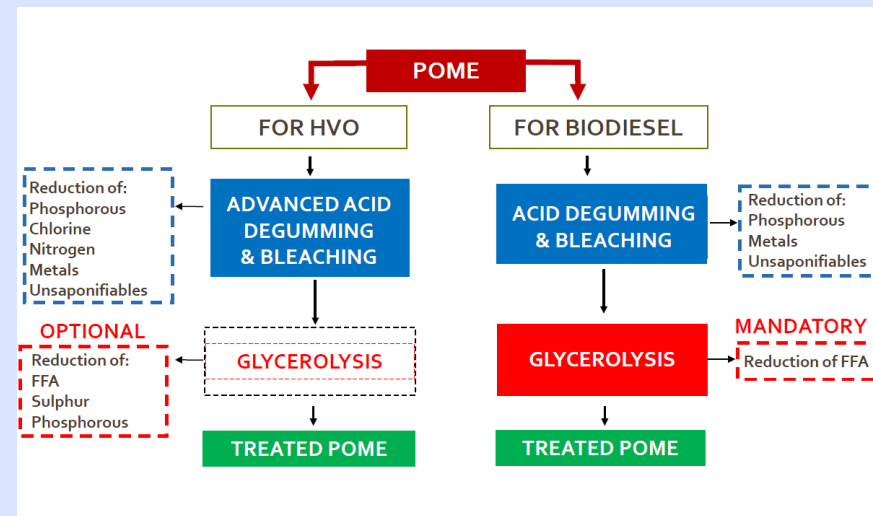 POME
FOR HVO
FOR BIODIESEL
Reduction of:
Phosphorous
Chlorine
Nitrogen
Metals
Unsaponifiables
ADVANCED ACID
DEGUMMING
& BLEACHING
ACID DEGUMMING
& BLEACHING
Reduction of:
Phosphorous
Metals
Unsaponifiables
OPTIONAL
Reduction of:
FFA
Sulphur
Phosphorous
GLYCEROLYSIS
GLYCEROLYSIS
MANDATORY
Reduction of FFA
TREATED POME
TREATED POME